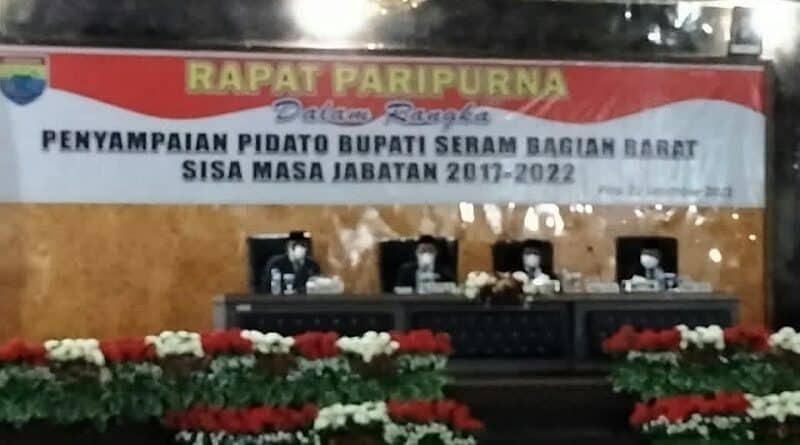 RAPAT PARIPURNA
Dalam Rangka
PENYAMPAIAN PIDATO BUPATI SERAM BAGIAN BARAT
SISA MASA JABATAN 2017-2022